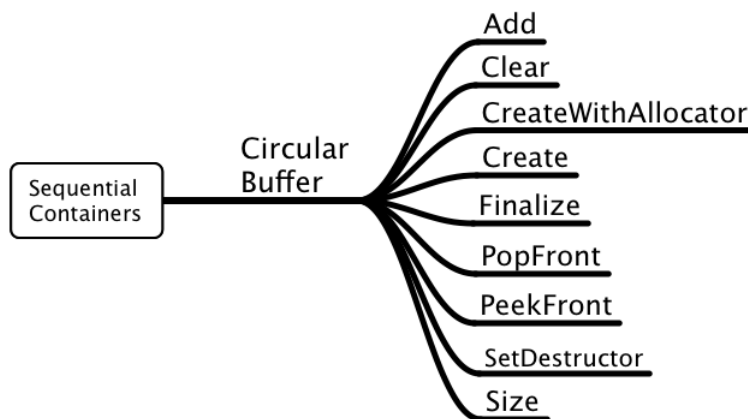 Sequential
Containers
Circular
Buffer
Add
Clear
CreateWithAllocator
Create
Finalize
PopFront
PeekFront
SetDestructor
Size